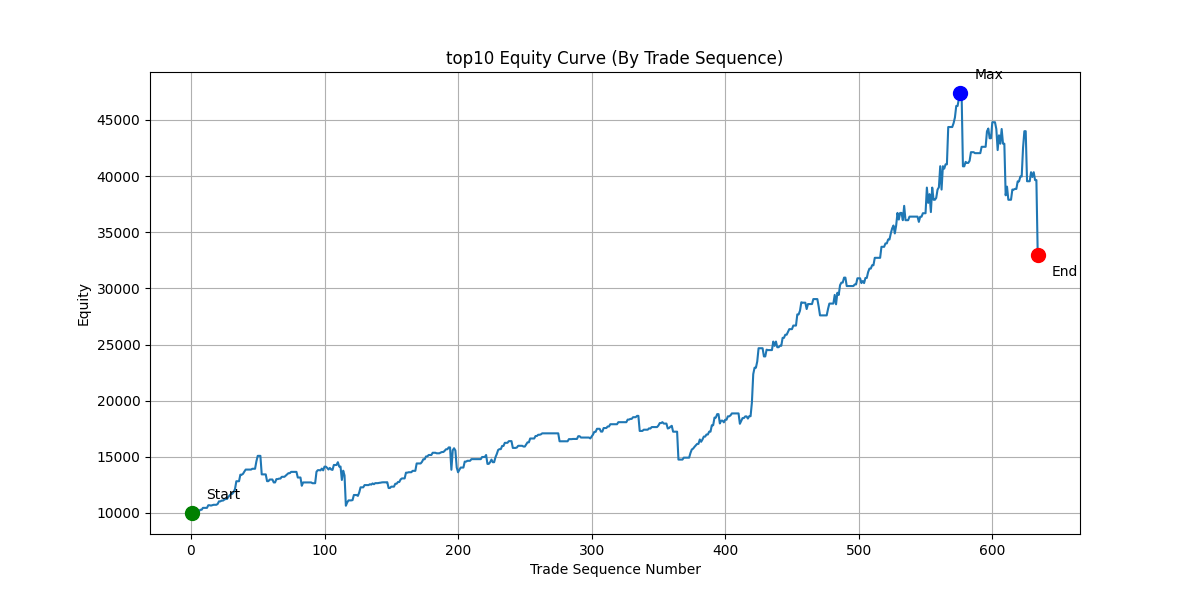 top10 Equity Curve (By Trade Sequence)
Max
45000
40000
35000
30000
25000
20000
15000
10000
Equity
Start
End
0
100
200
300
400
500
600
Trade Sequence Number